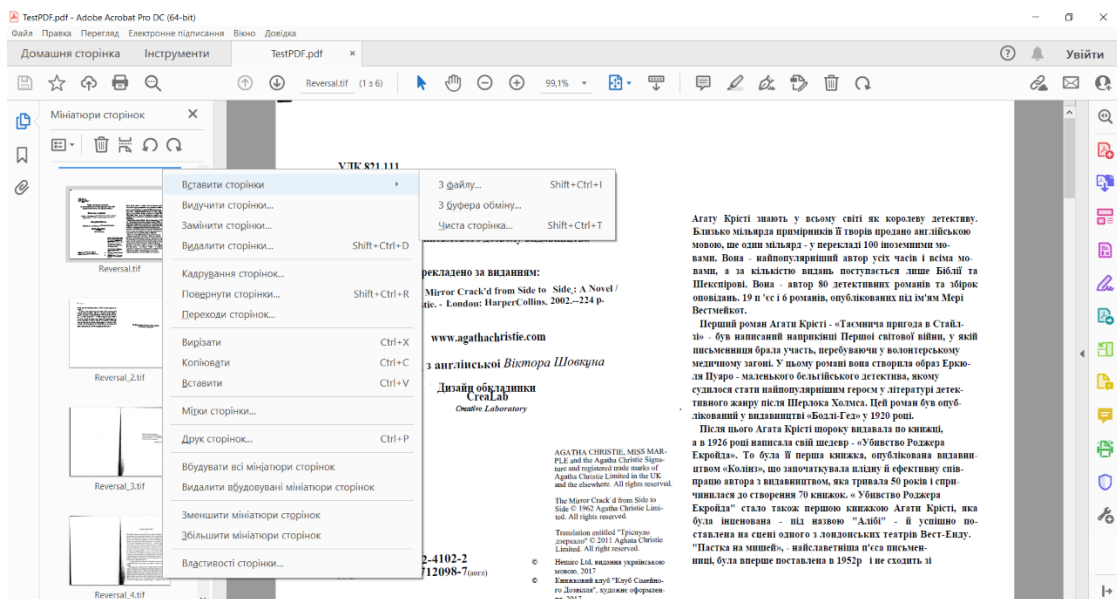 TestPDF.pdf - Adobe Acrobat Pro DC (64-bit)
Файл Правка Перегляд Електронне підписання Вікно Довідка
Домашня сторінка Інструменти TestPDF.pdf × Увійти
Reversal.tif (1 з 6) 99,1%
Мініатюри сторінок
Reversal.tif
Reversal_2.tif
Reversal_3.tif
Reversal_4.tif
Вставити сторінки
Видучити сторінки...
Замінити сторінки...
Видалити сторінки... Shift+Ctrl+D
Кадрування сторінок...
Повернути сторінки... Shift+Ctrl+R
Переходи сторінок...
Вирізати Ctrl+X
Копіювати Ctrl+C
Вставити Ctrl+V
Мітки сторінки...
Друк сторінок... Ctrl+P
Вбудувати всі мініатюри сторінок
Видалити вбудовувані мініатюри сторінок
Зменшити мініатюри сторінок
Збільшити мініатюри сторінок
Властивості сторінки...
З файлу... Shift+Ctrl+I
З буфера обміну...
Чиста сторінка... Shift+Ctrl+T
УДК 821.111
рекладено за виданням:
Mirror Crack'd from Side to Side,: A Novel /
tie. - London: HarperCollins, 2002.--224 p-
www.agathachristie.com
з англійської Віктора Шовкуна
Дизайн обкладинки
CreaLab
Creative Laboratory
AGATHA CHRISTIE, MISS MAR-
PLE and the Agatha Christie Signa-
ture and registered trade marks of
Agatha Christie Limited in the UK
and the elsewhere. All rights reserved.
The Mirror Crack'd from Side to
Side © 1962 Agatha Christie Limi-
ted. All rights reserved.
Translation entitled "Тріснуло
дзеркало" © 2011 Aghata Christie
Limited. All right reserved.
2-4102-2
712098-7(англ)
© Hemiro Ltd, видання українською
мовою, 2017
© Книжковий клуб "Клуб Сімейно-
го Дозвілля", художнє оформлен-
ня, 2017
Агату Крісті знають у всьому світі як королеву детективу.
Близько мільярда примірників її творів продано англійською
мовою, ще один мільярд - у перекладі 100 іноземними мо-
вами. Вона - найпопулярніший автор усіх часів і всіма мо-
вами, а за кількістю видань поступається лише Біблії та
Шекспірові. Вона - автор 80 детективних романів та збірок
оповідань. 19 п 'єс і 6 романів, опублікованих під ім'ям Мері
Вестмейкот.
Перший роман Агати Крісті - «Таємнича пригода в Стайл-
зі» - був написаний наприкінці Першої світової війни, у якій
письменниця брала участь, перебуваючи у волонтерському
медичному загоні. У цьому романі вона створила образ Еркю-
ля Пуаро - маленького бельгійського детектива, якому
судилося стати найпопулярнішим героєм у літературі детек-
тивного жанру після Шерлока Холмса. Цей роман був опуб-
лікований у видавництві «Бодлі-Гед» у 1920 році.
Після цього Агата Крісті щороку видавала по книжці,
а в 1926 році написала свій шедевр - «Убивство Роджера
Екройда». То була її перша книжка, опублікована видавни-
цтвом «Колінз», що започаткувала плідну й ефективну спів-
працю автора з видавництвом, яка тривала 50 років і спри-
чинилася до створення 70 книжок. « Убивство Роджера
Екройда" стало також першою книжкою Агати Крісті, яка
була інценована - під назвою "Алібі" - й успішно по-
ставлена на сцені одного з лондонських театрів Вест-Енду.
"Пастка на мишей», - найславетніша п'єса письмен-
ниці, була вперше поставлена в 1952р і не сходить зі